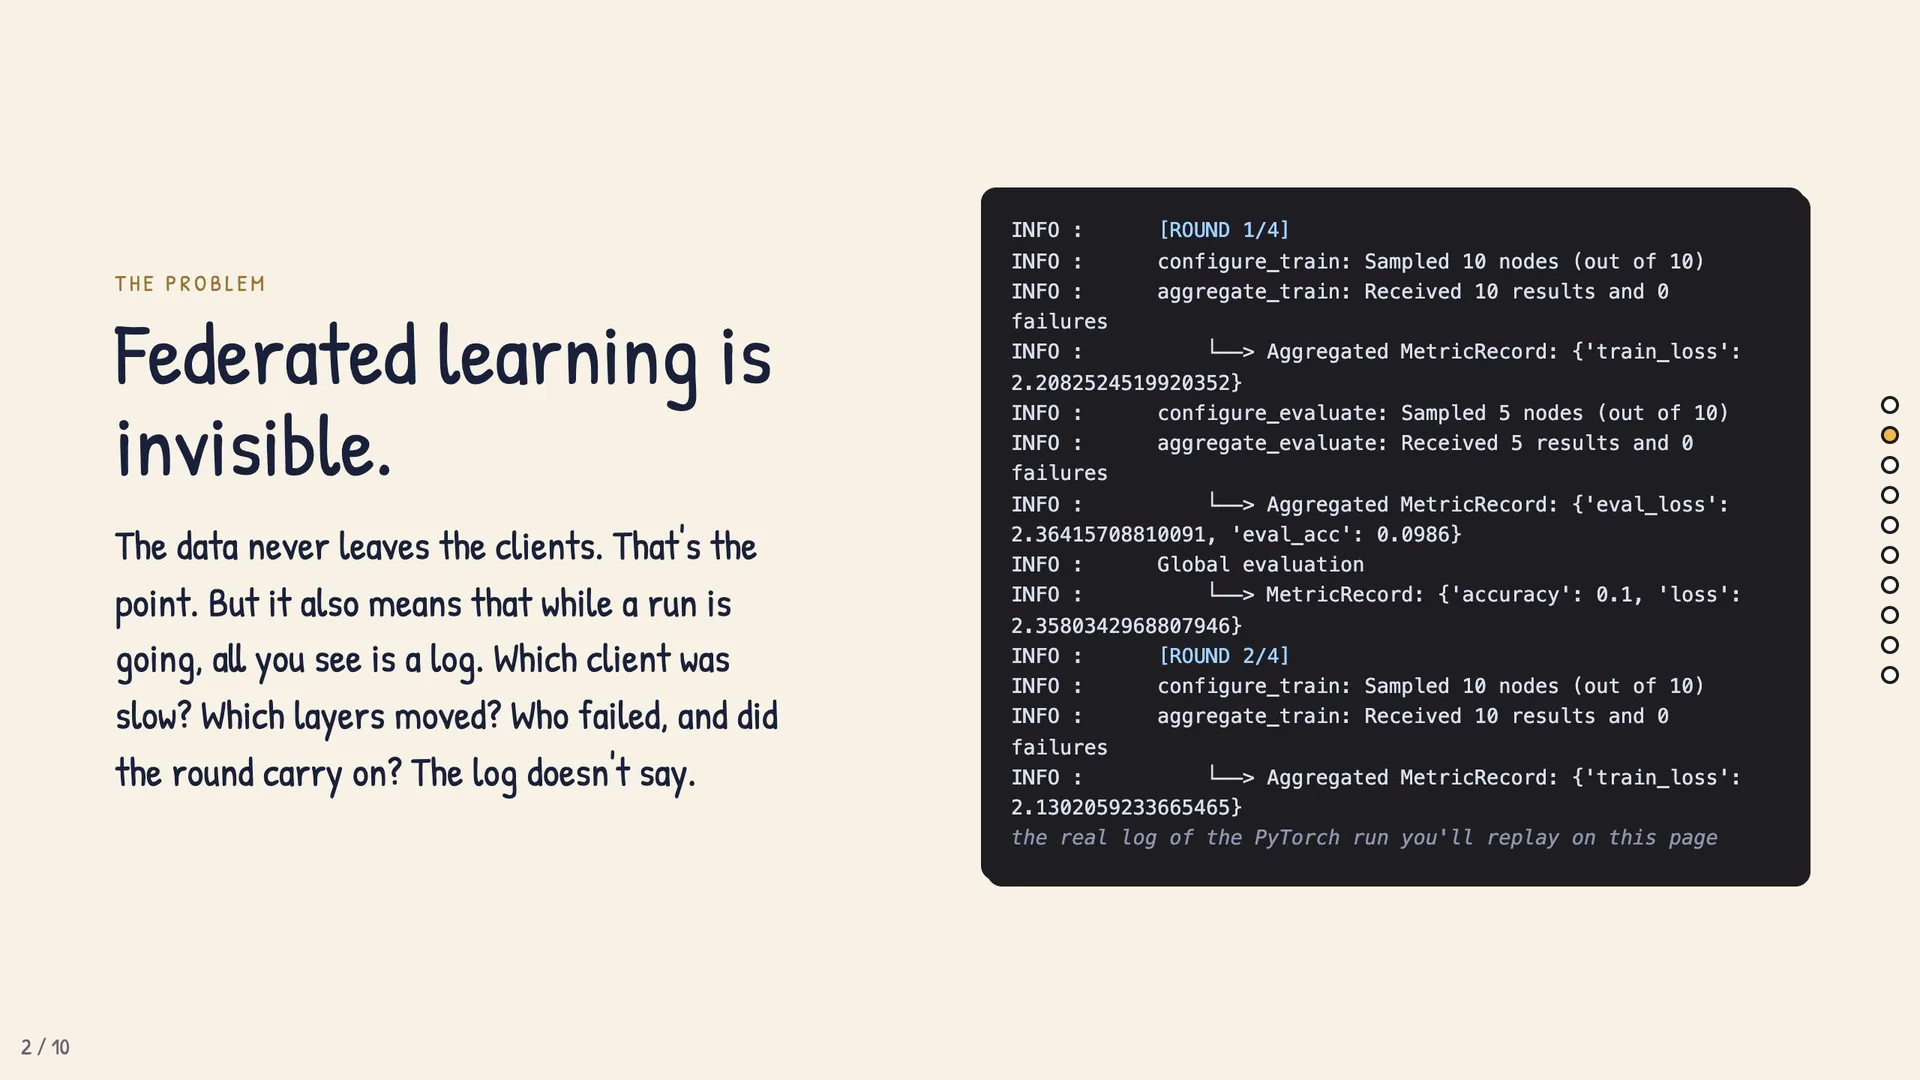 THE PROBLEM
Federated learning is
invisible.
The data never leaves the clients. That's the
point. But it also means that while a run is
going, all you see is a log. Which client was
slow? Which layers moved? Who failed, and did
the round carry on? The log doesn't say.
INFO :      [ROUND 1/4]
INFO :      configure_train: Sampled 10 nodes (out of 10)
INFO :      aggregate_train: Received 10 results and 0
failures
INFO :          └──> Aggregated MetricRecord: {'train_loss':
2.2082524519920352}
INFO :      configure_evaluate: Sampled 5 nodes (out of 10)
INFO :      aggregate_evaluate: Received 5 results and 0
failures
INFO :          └──> Aggregated MetricRecord: {'eval_loss':
2.36415708810091, 'eval_acc': 0.0986}
INFO :      Global evaluation
INFO :          └──> MetricRecord: {'accuracy': 0.1, 'loss':
2.3580342968807946}
INFO :      [ROUND 2/4]
INFO :      configure_train: Sampled 10 nodes (out of 10)
INFO :      aggregate_train: Received 10 results and 0
failures
INFO :          └──> Aggregated MetricRecord: {'train_loss':
2.1302059233665465}
the real log of the PyTorch run you'll replay on this page
2 / 10